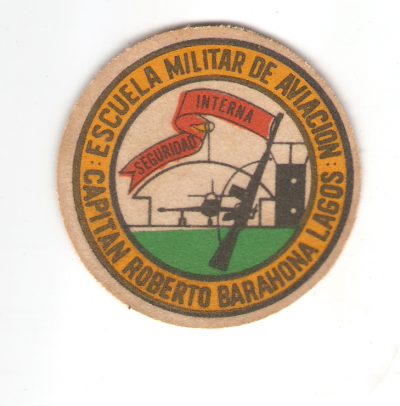 ESCUELA MILITAR DE AVIACION:
:CAPITAN ROBERTO BARAHONA LAGOS
SEGURIDAD INTERNA